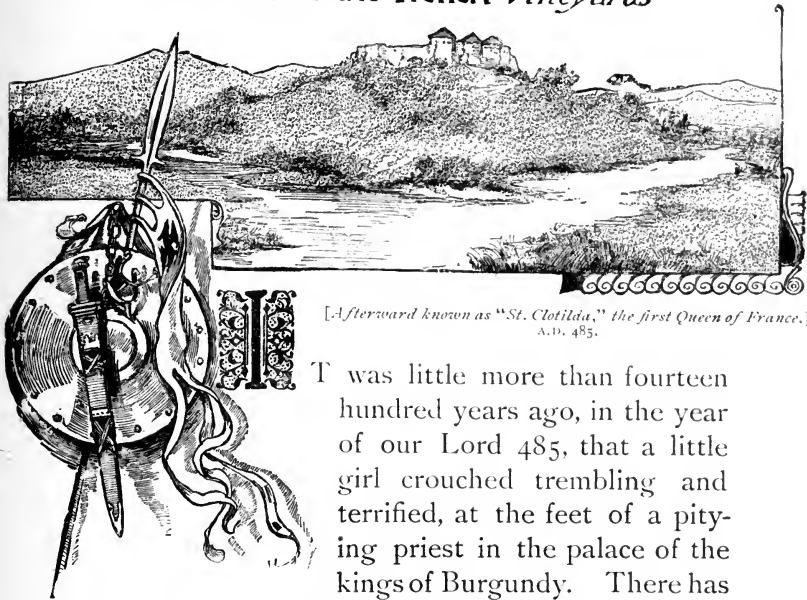 French Vineyards
[Afterward known as "St. Clotilda," the first Queen of France.]
A.D. 485.
IT was little more than fourteen
hundred years ago, in the year
of our Lord 485, that a little
girl crouched trembling and
terrified, at the feet of a pity-
ing priest in the palace of the
kings of Burgundy. There has